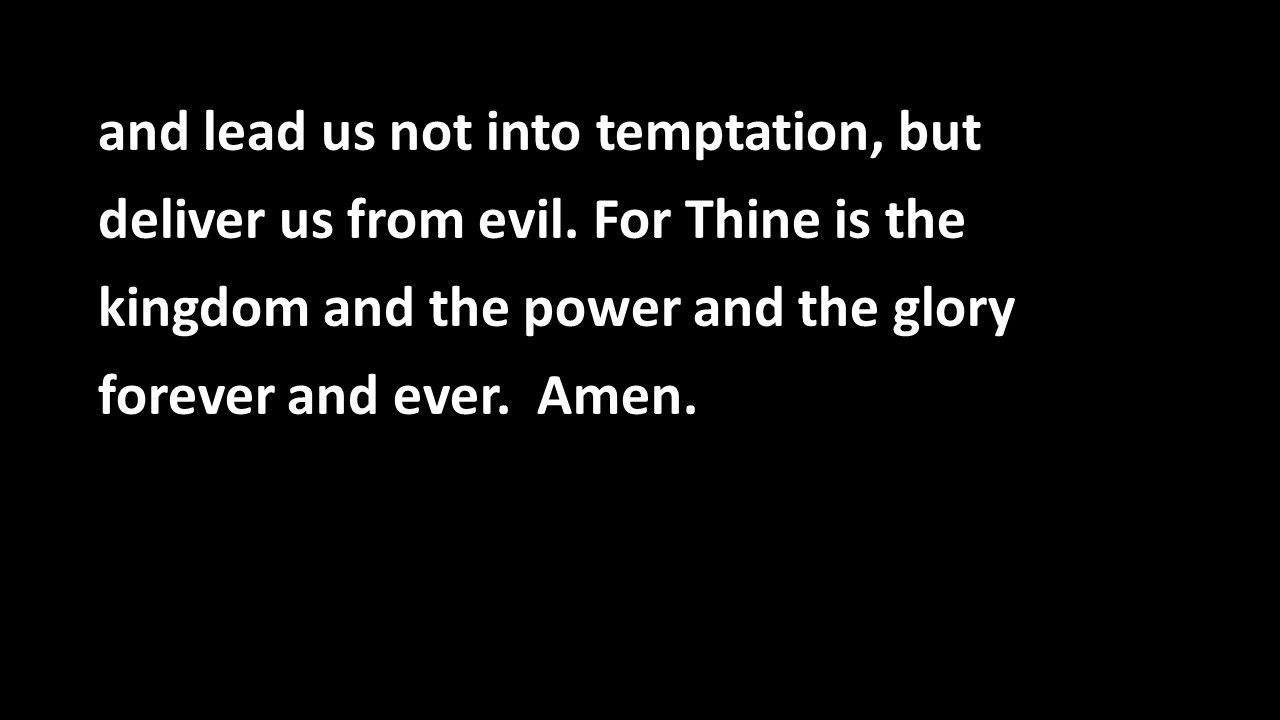 and lead us not into temptation, but
deliver us from evil. For Thine is the
kingdom and the power and the glory
forever and ever.  Amen.